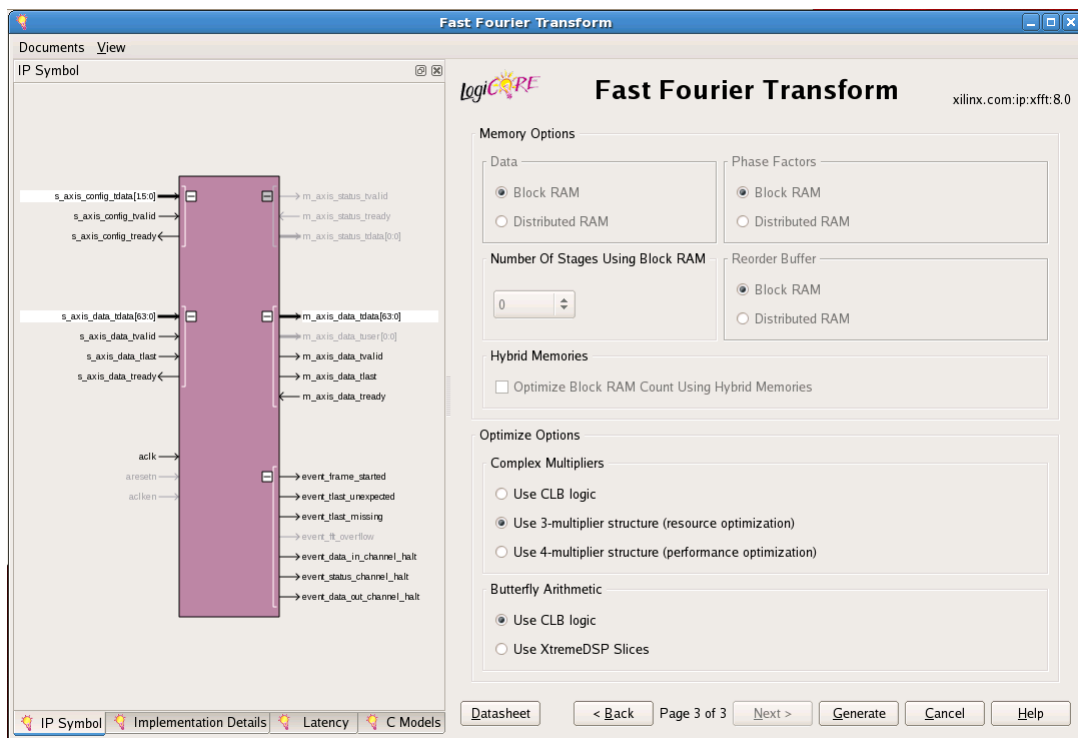 Fast Fourier Transform
Documents View
IP Symbol
s_axis_config_tdata[15:0]
s_axis_config_tvalid
s_axis_config_tready
s_axis_data_tdata[63:0]
s_axis_data_tvalid
s_axis_data_tlast
s_axis_data_tready
aclk
aresetn
aclken
m_axis_status_tvalid
m_axis_status_tready
m_axis_status_tdata[0:0]
m_axis_data_tdata[63:0]
m_axis_data_tuser[0:0]
m_axis_data_tvalid
m_axis_data_tlast
m_axis_data_tready
event_frame_started
event_tlast_unexpected
event_tlast_missing
event_fft_overflow
event_data_in_channel_halt
event_status_channel_halt
event_data_out_channel_halt
IP Symbol Implementation Details Latency C Models
LogiCORE
Fast Fourier Transform
xilinx.com:ip:xfft:8.0
Memory Options
Data
Block RAM
Distributed RAM
Phase Factors
Block RAM
Distributed RAM
Number Of Stages Using Block RAM
0
Reorder Buffer
Block RAM
Distributed RAM
Hybrid Memories
Optimize Block RAM Count Using Hybrid Memories
Optimize Options
Complex Multipliers
Use CLB logic
Use 3-multiplier structure (resource optimization)
Use 4-multiplier structure (performance optimization)
Butterfly Arithmetic
Use CLB logic
Use XtremeDSP Slices
Datasheet < Back Page 3 of 3 Next > Generate Cancel Help